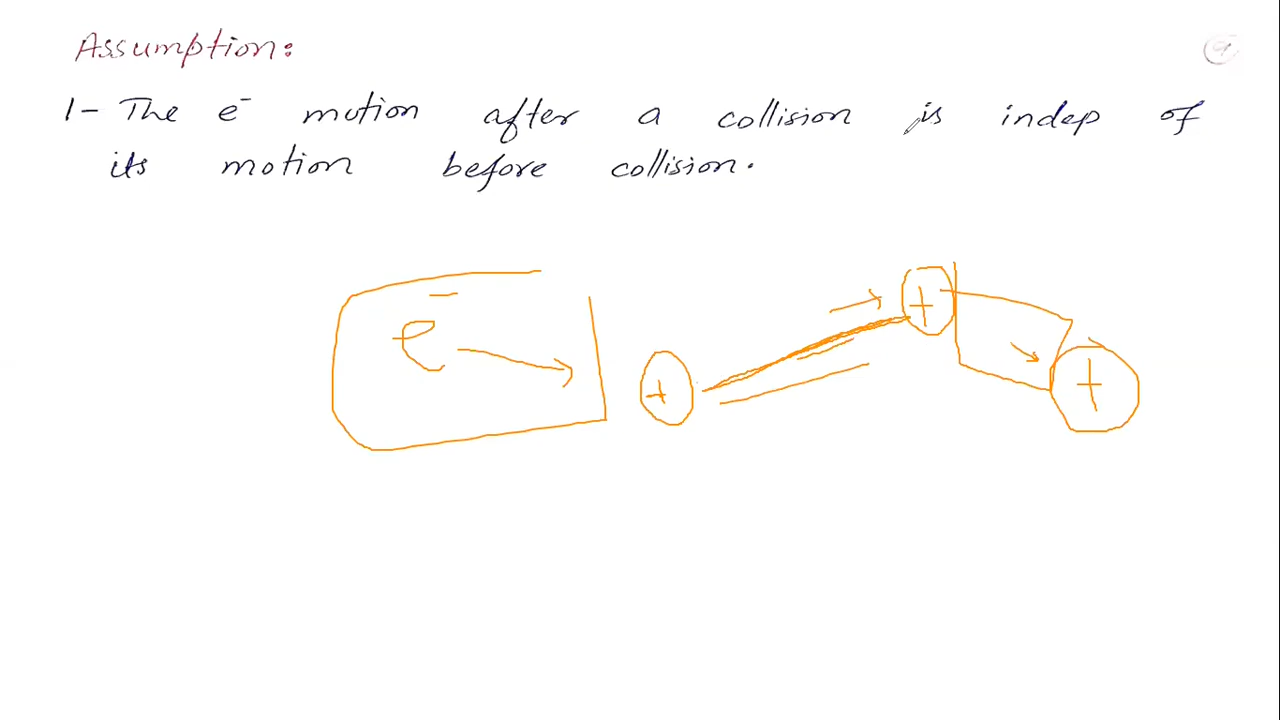 Assumption:
1- The e⁻ motion after a collision is indep of
its motion before collision.
e⁻
+
+
+